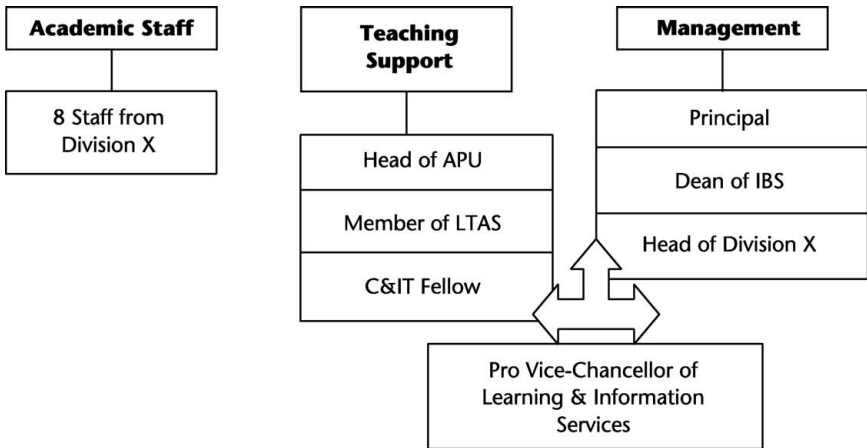 Academic Staff
8 Staff from
Division X
Teaching
Support
Head of APU
Member of LTAS
C&IT Fellow
Management
Principal
Dean of IBS
Head of Division X
Pro Vice-Chancellor of
Learning & Information
Services